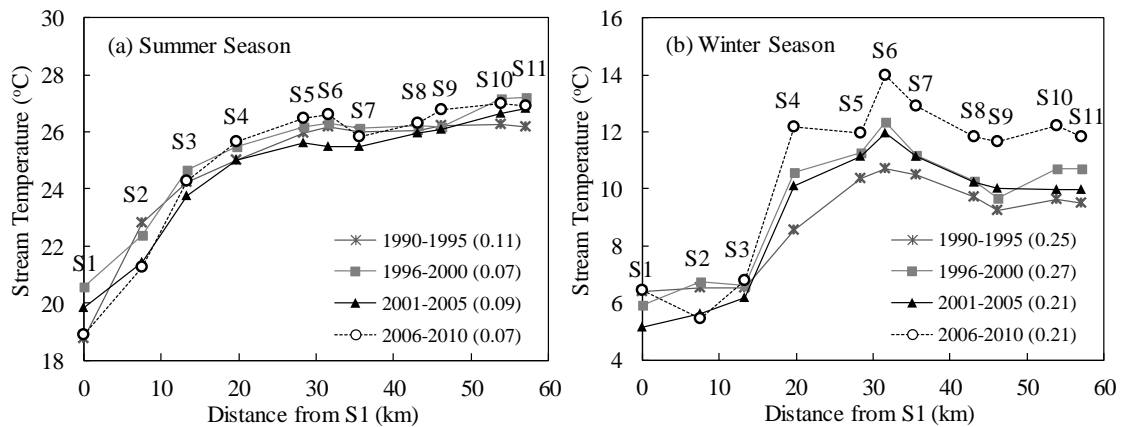 30
28
26
24
22
20
18
Stream Temperature (°C)
(a) Summer Season
S1
S2
S3
S4
S5
S6
S7
S8
S9
S10
S11
1990-1995 (0.11)
1996-2000 (0.07)
2001-2005 (0.09)
2006-2010 (0.07)
0 10 20 30 40 50 60
Distance from S1 (km)
16
14
12
10
8
6
4
Stream Temperature (°C)
(b) Winter Season
S1
S2
S3
S4
S5
S6
S7
S8
S9
S10
S11
1990-1995 (0.25)
1996-2000 (0.27)
2001-2005 (0.21)
2006-2010 (0.21)
0 10 20 30 40 50 60
Distance from S1 (km)